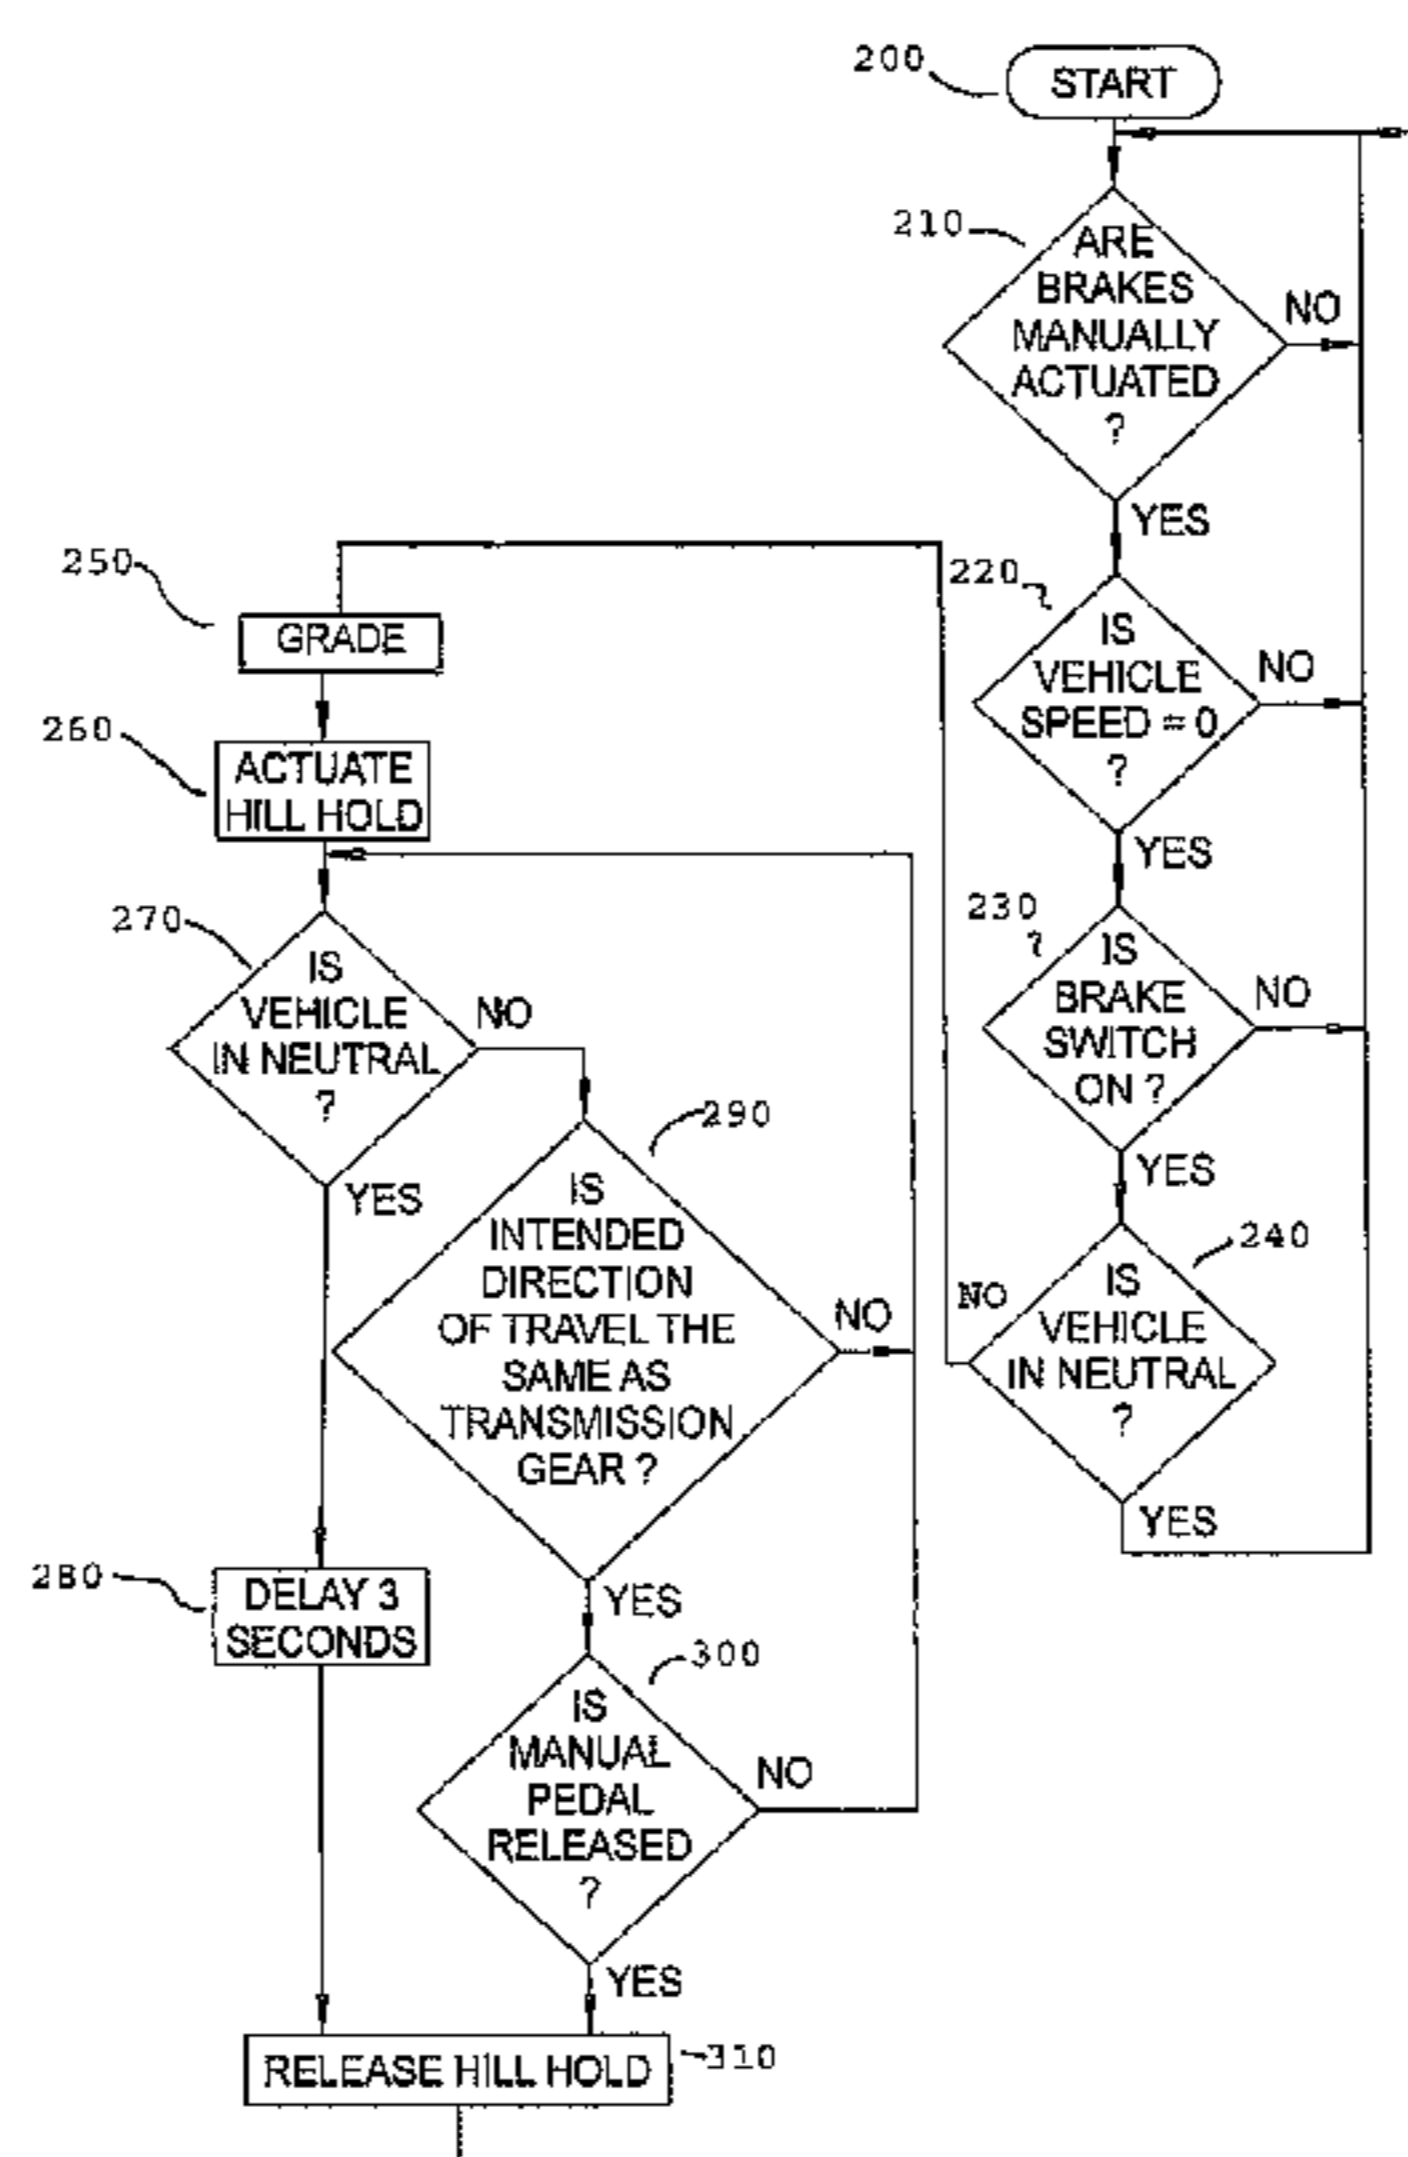 200
START
210
ARE
BRAKES
MANUALLY
ACTUATED
?
NO
YES
220
IS
VEHICLE
SPEED = 0
?
NO
YES
230
IS
BRAKE
SWITCH
ON ?
NO
YES
240
IS
VEHICLE
IN NEUTRAL
?
NO
YES
250
GRADE
260
ACTUATE
HILL HOLD
270
IS
VEHICLE
IN NEUTRAL
?
NO
YES
280
DELAY 3
SECONDS
290
IS
INTENDED
DIRECTION
OF TRAVEL THE
SAME AS
TRANSMISSION
GEAR ?
NO
YES
300
IS
MANUAL
PEDAL
RELEASED
?
NO
YES
RELEASE HILL HOLD
310